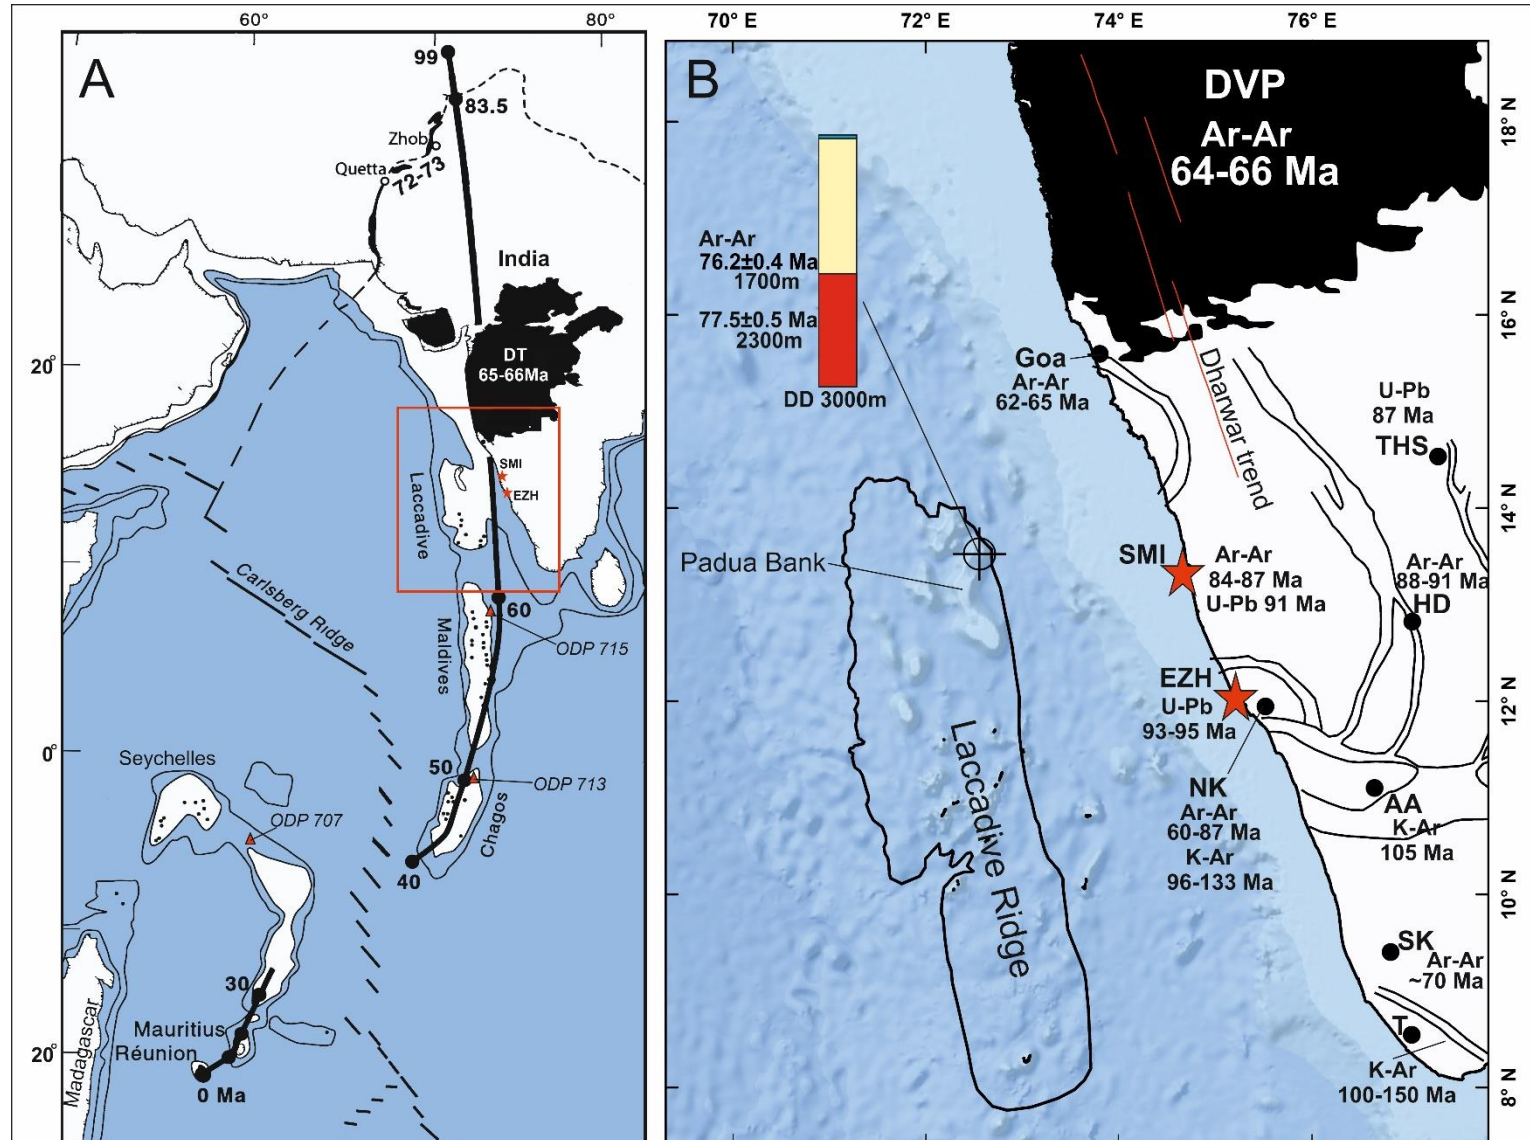 60°
80°
A
99
83.5
Zhob
Quetta
72-73
India
20°
DT
65-66Ma
SMI
EZH
Laccadive
Carlsberg Ridge
60
Maldives
ODP 715
0°
Seychelles
50
ODP 713
ODP 707
Chagos
40
30
Mauritius
Réunion
Madagascar
20°
0 Ma
70° E
72° E
74° E
76° E
B
DVP
Ar-Ar
64-66 Ma
18° N
Ar-Ar
76.2±0.4 Ma
1700m
77.5±0.5 Ma
2300m
DD 3000m
16° N
Goa
Ar-Ar
62-65 Ma
Dharwar trend
U-Pb
87 Ma
THS
14° N
Padua Bank
SMI
Ar-Ar
84-87 Ma
U-Pb 91 Ma
Ar-Ar
88-91 Ma
HD
EZH
U-Pb
93-95 Ma
12° N
Laccadive Ridge
NK
Ar-Ar
60-87 Ma
K-Ar
96-133 Ma
AA
K-Ar
105 Ma
10° N
SK
Ar-Ar
~70 Ma
T
K-Ar
100-150 Ma
8° N